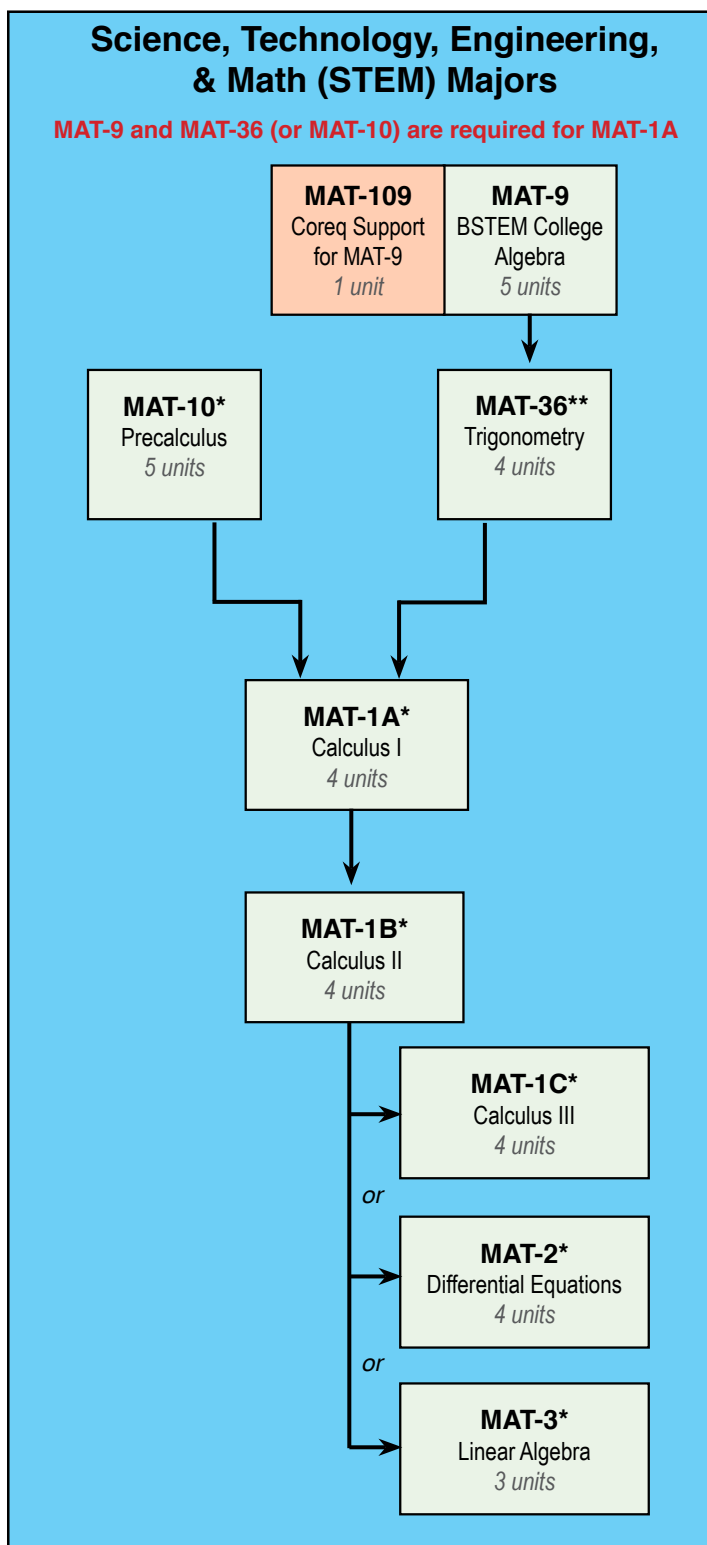 Science, Technology, Engineering,
& Math (STEM) Majors
MAT-9 and MAT-36 (or MAT-10) are required for MAT-1A
MAT-109
Coreq Support
for MAT-9
1 unit
MAT-9
BSTEM College
Algebra
5 units
MAT-10*
Precalculus
5 units
MAT-36**
Trigonometry
4 units
MAT-1A*
Calculus I
4 units
MAT-1B*
Calculus II
4 units
MAT-1C*
Calculus III
4 units
or
MAT-2*
Differential Equations
4 units
or
MAT-3*
Linear Algebra
3 units